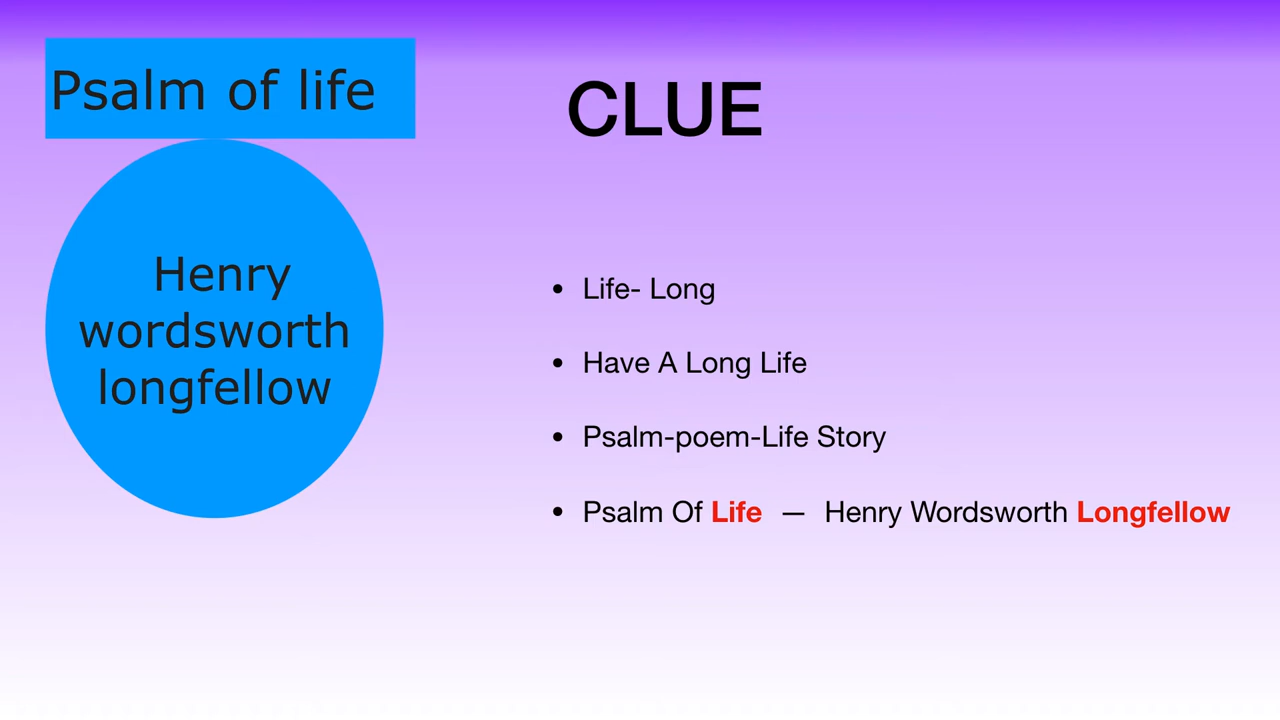 Psalm of life
Henry
wordsworth
longfellow
CLUE
• Life- Long
• Have A Long Life
• Psalm-poem-Life Story
• Psalm Of Life — Henry Wordsworth Longfellow